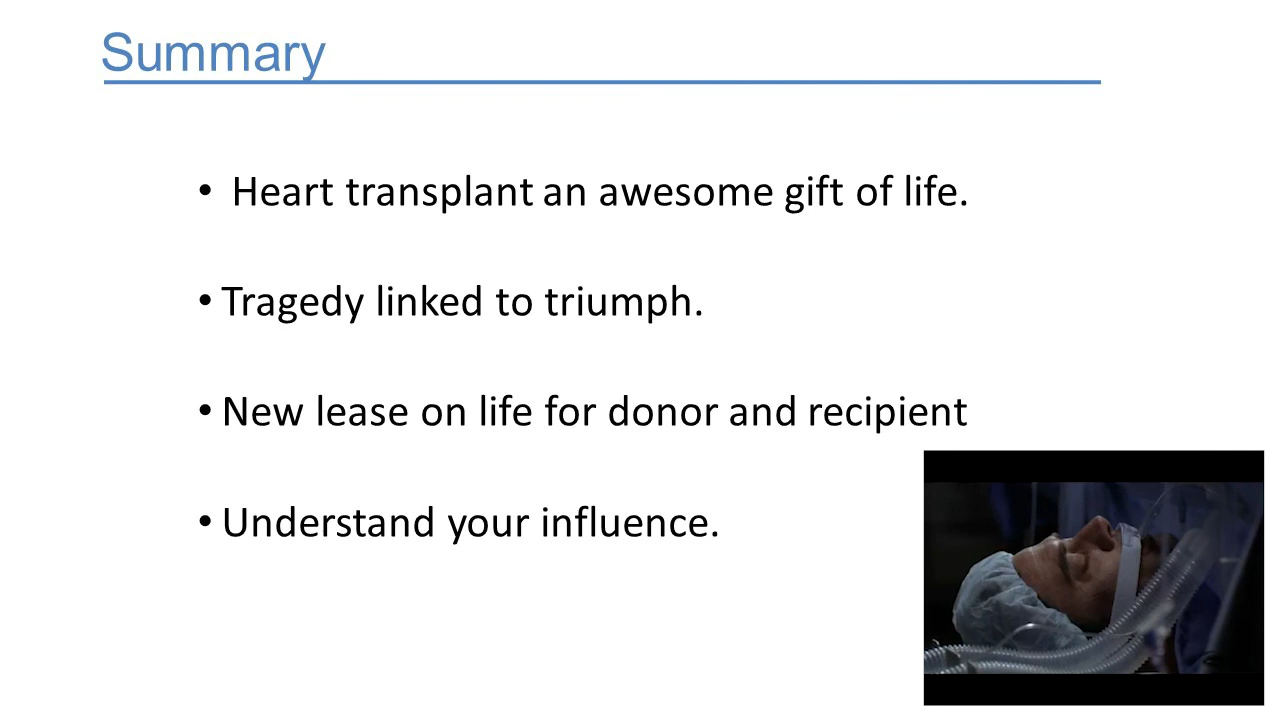 Summary
• Heart transplant an awesome gift of life.
• Tragedy linked to triumph.
• New lease on life for donor and recipient
• Understand your influence.